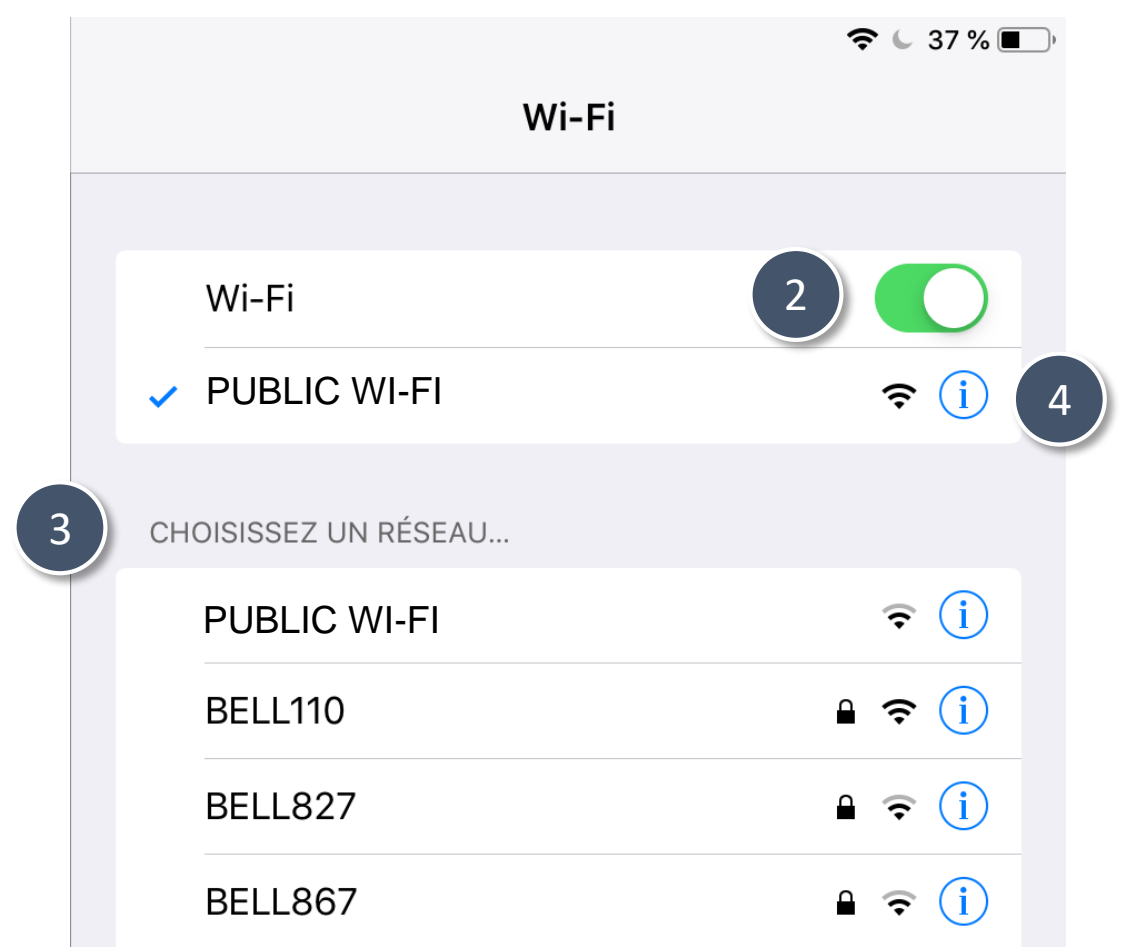 37 %
Wi-Fi
Wi-Fi 2
PUBLIC WI-FI i 4
3 CHOISISSEZ UN RÉSEAU...
PUBLIC WI-FI i
BELL110 i
BELL827 i
BELL867 i